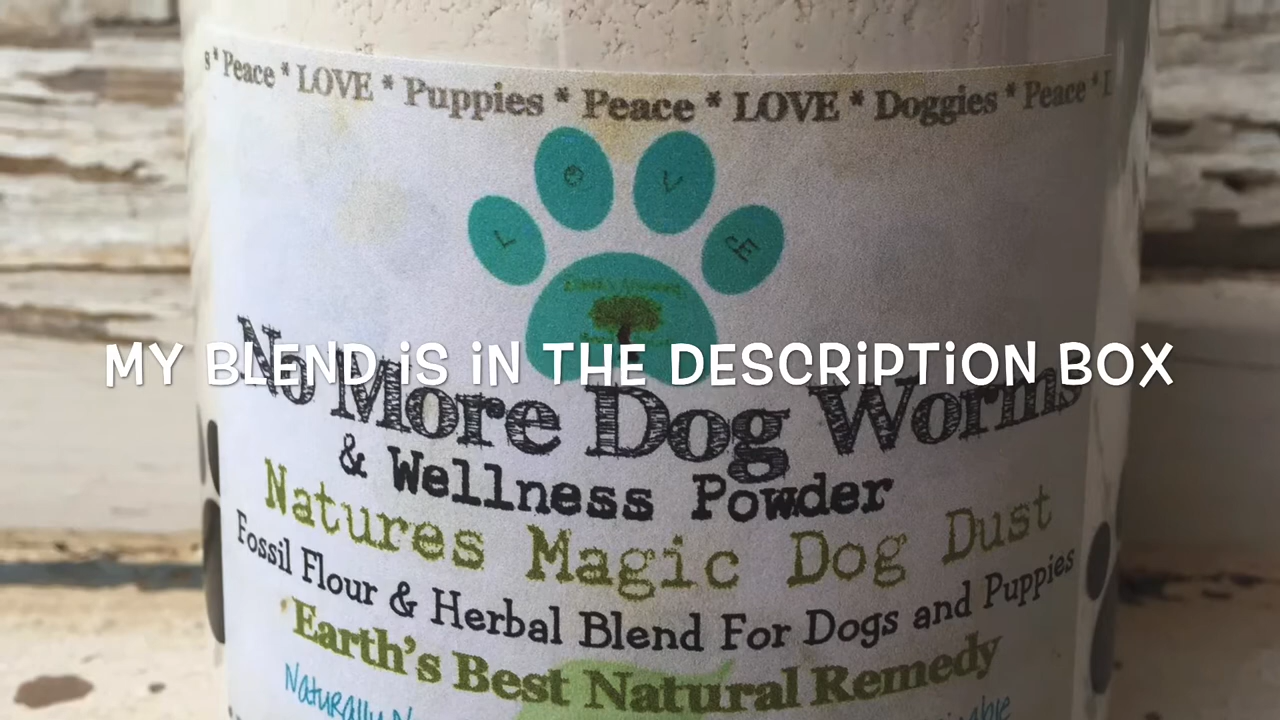 s * Peace * LOVE * Puppies * Peace * LOVE * Doggies * Peace *
L O V E
MY BLEND iS iN THE DESCRiPTiON BOX
No More Dog Worms
& Wellness Powder
Natures Magic Dog Dust
Fossil Flour & Herbal Blend For Dogs and Puppies
Earth's Best Natural Remedy
Naturally